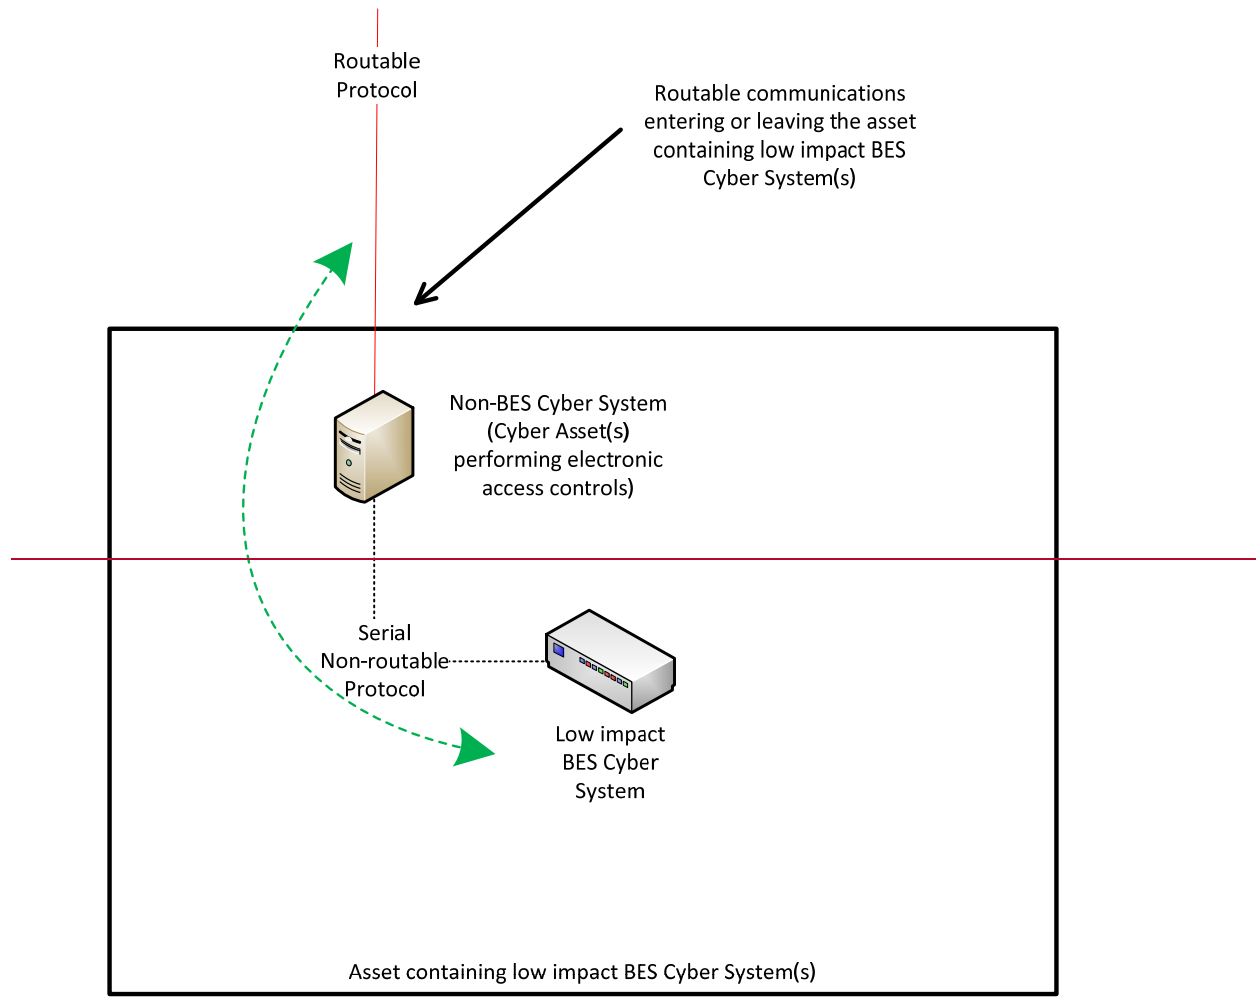 Routable
Protocol
Routable communications
entering or leaving the asset
containing low impact BES
Cyber System(s)
Non-BES Cyber System
(Cyber Asset(s)
performing electronic
access controls)
Serial
Non-routable
Protocol
Low impact
BES Cyber
System
Asset containing low impact BES Cyber System(s)